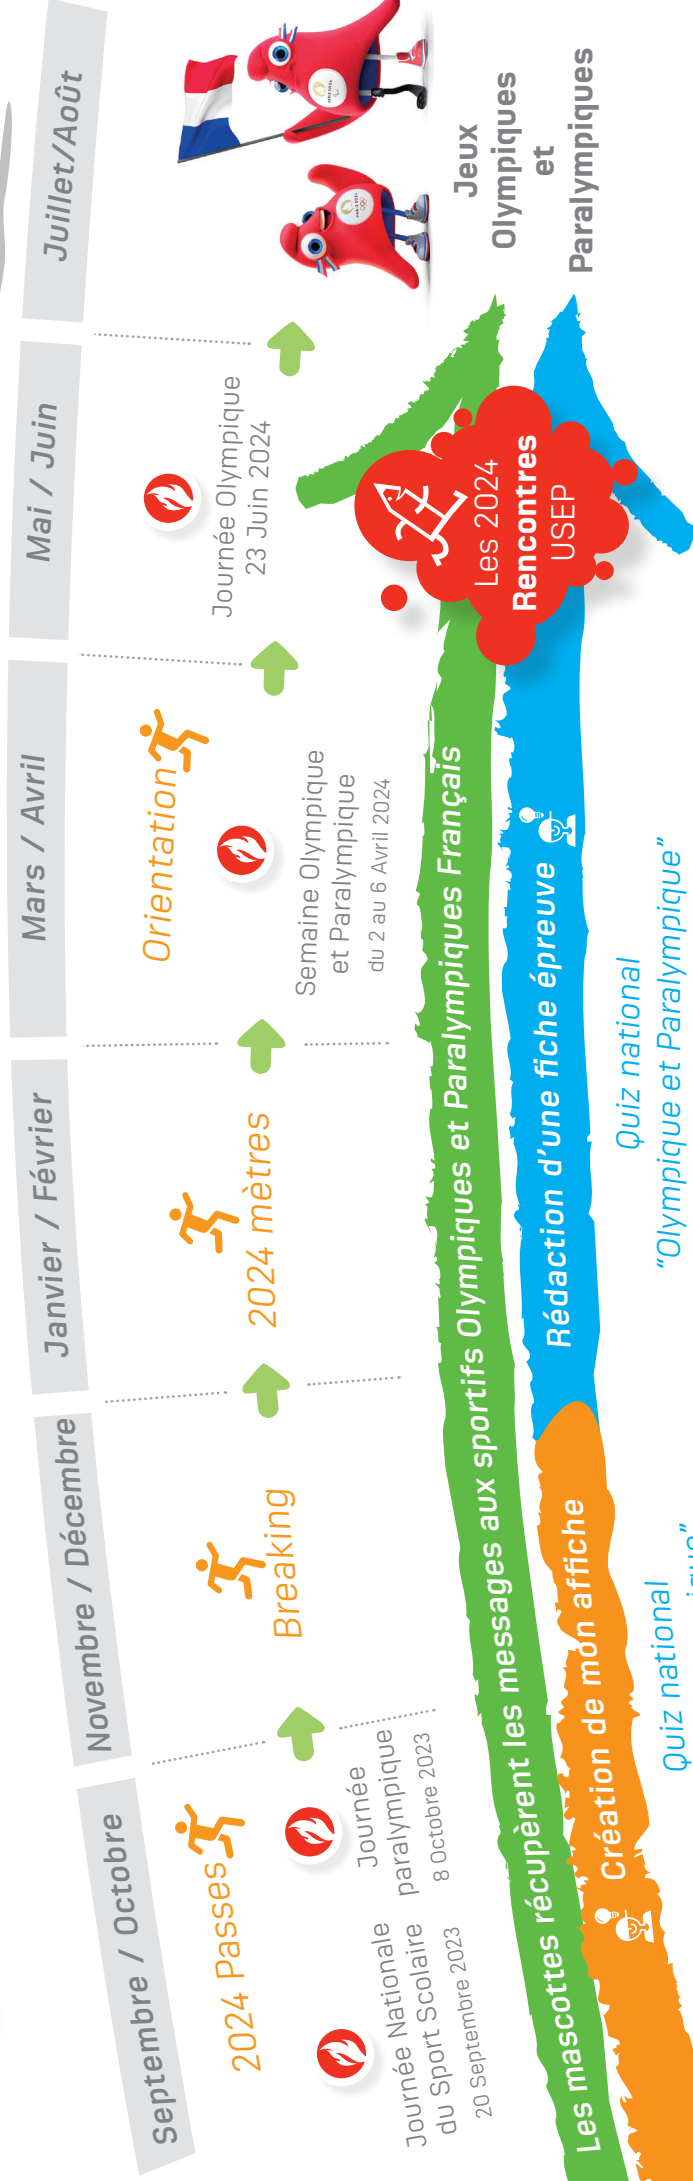 Septembre / Octobre
Novembre / Décembre
Janvier / Février
Mars / Avril
Mai / Juin
Juillet/Août
2024 Passes
Journée Nationale
du Sport Scolaire
20 Septembre 2023
Journée
paralympique
8 Octobre 2023
Breaking
2024 mètres
Orientation
Semaine Olympique
et Paralympique
du 2 au 6 Avril 2024
Journée Olympique
23 Juin 2024
Jeux
Olympiques
et
Paralympiques
Les mascottes récupèrent les messages aux sportifs Olympiques et Paralympiques Français
Création de mon affiche
Rédaction d’une fiche épreuve
Les 2024
Rencontres
USEP
Quiz national
Quiz national
“Olympique et Paralympique”